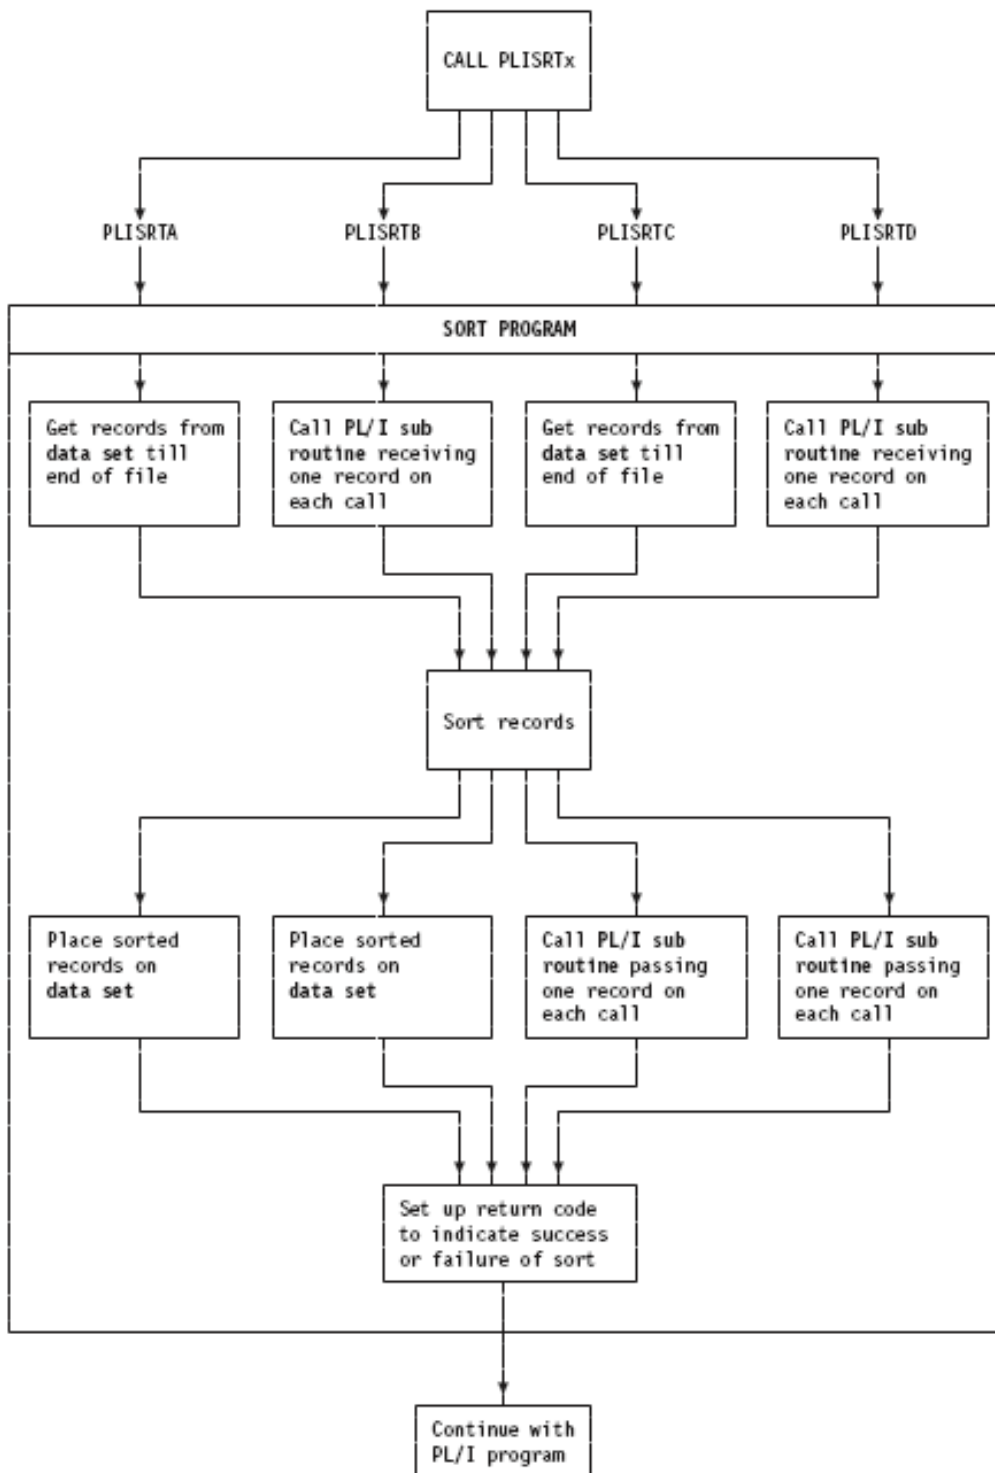 CALL PLISRTx
PLISRTA
PLISRTB
PLISRTC
PLISRTD
SORT PROGRAM
Get records from
data set till
end of file
Call PL/I sub
routine receiving
one record on
each call
Get records from
data set till
end of file
Call PL/I sub
routine receiving
one record on
each call
Sort records
Place sorted
records on
data set
Place sorted
records on
data set
Call PL/I sub
routine passing
one record on
each call
Call PL/I sub
routine passing
one record on
each call
Set up return code
to indicate success
or failure of sort
Continue with
PL/I program